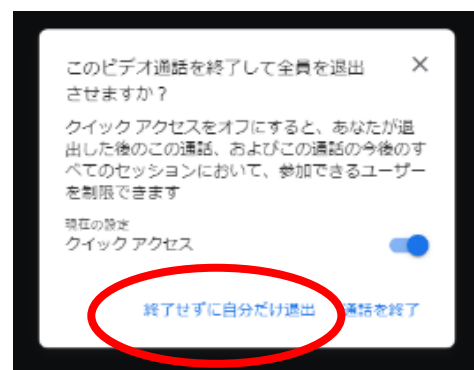 このビデオ通話を終了して全員を退出
させますか？
クイック アクセスをオフにすると、あなたが退
出した後のこの通話、およびこの通話の今後のす
べてのセッションにおいて、参加できるユーザー
を制限できます
現在の設定
クイック アクセス
終了せずに自分だけ退出 通話を終了